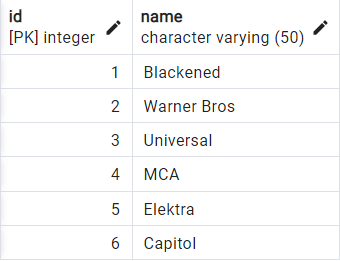 id name
[PK] integer character varying (50)
1 Blackened
2 Warner Bros
3 Universal
4 MCA
5 Elektra
6 Capitol